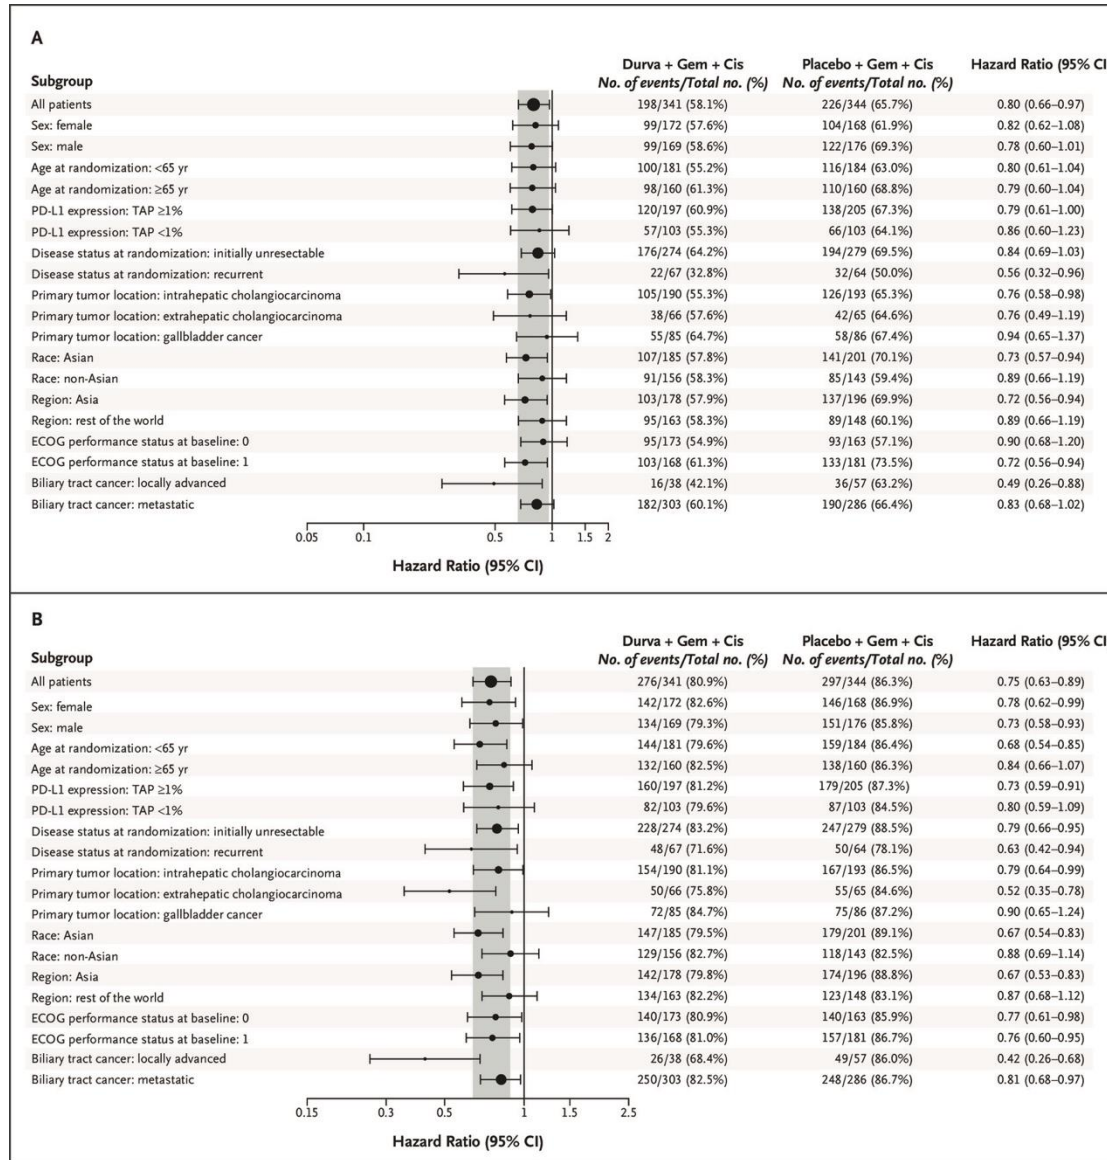 A
Durva + Gem + Cis Placebo + Gem + Cis Hazard Ratio (95% CI
Subgroup No. of events/Total no. (%) No. of events/Total no. (%)
All patients 198/341 (58.1%) 226/344 (65.7%) 0.80 (0.66–0.97)
Sex: female 99/172 (57.6%) 104/168 (61.9%) 0.82 (0.62–1.08)
Sex: male 99/169 (58.6%) 122/176 (69.3%) 0.78 (0.60–1.01)
Age at randomization: <65 yr 100/181 (55.2%) 116/184 (63.0%) 0.80 (0.61–1.04)
Age at randomization: ≥65 yr 98/160 (61.3%) 110/160 (68.8%) 0.79 (0.60–1.04)
PD-L1 expression: TAP ≥1% 120/197 (60.9%) 138/205 (67.3%) 0.79 (0.61–1.00)
PD-L1 expression: TAP <1% 57/103 (55.3%) 66/103 (64.1%) 0.86 (0.60–1.23)
Disease status at randomization: initially unresectable 176/274 (64.2%) 194/279 (69.5%) 0.84 (0.69–1.03)
Disease status at randomization: recurrent 22/67 (32.8%) 32/64 (50.0%) 0.56 (0.32–0.96)
Primary tumor location: intrahepatic cholangiocarcinoma 105/190 (55.3%) 126/193 (65.3%) 0.76 (0.58–0.98)
Primary tumor location: extrahepatic cholangiocarcinoma 38/66 (57.6%) 42/65 (64.6%) 0.76 (0.49–1.19)
Primary tumor location: gallbladder cancer 55/85 (64.7%) 58/86 (67.4%) 0.94 (0.65–1.37)
Race: Asian 107/185 (57.8%) 141/201 (70.1%) 0.73 (0.57–0.94)
Race: non-Asian 91/156 (58.3%) 85/143 (59.4%) 0.89 (0.66–1.19)
Region: Asia 103/178 (57.9%) 137/196 (69.9%) 0.72 (0.56–0.94)
Region: rest of the world 95/163 (58.3%) 89/148 (60.1%) 0.89 (0.66–1.19)
ECOG performance status at baseline: 0 95/173 (54.9%) 93/163 (57.1%) 0.90 (0.68–1.20)
ECOG performance status at baseline: 1 103/168 (61.3%) 133/181 (73.5%) 0.72 (0.56–0.94)
Biliary tract cancer: locally advanced 16/38 (42.1%) 36/57 (63.2%) 0.49 (0.26–0.88)
Biliary tract cancer: metastatic 182/303 (60.1%) 190/286 (66.4%) 0.83 (0.68–1.02)
0.05 0.1 0.5 1 1.5 2
Hazard Ratio (95% CI)
B
Durva + Gem + Cis Placebo + Gem + Cis Hazard Ratio (95% CI
Subgroup No. of events/Total no. (%) No. of events/Total no. (%)
All patients 276/341 (80.9%) 297/344 (86.3%) 0.75 (0.63–0.89)
Sex: female 142/172 (82.6%) 146/168 (86.9%) 0.78 (0.62–0.99)
Sex: male 134/169 (79.3%) 151/176 (85.8%) 0.73 (0.58–0.93)
Age at randomization: <65 yr 144/181 (79.6%) 159/184 (86.4%) 0.68 (0.54–0.85)
Age at randomization: ≥65 yr 132/160 (82.5%) 138/160 (86.3%) 0.84 (0.66–1.07)
PD-L1 expression: TAP ≥1% 160/197 (81.2%) 179/205 (87.3%) 0.73 (0.59–0.91)
PD-L1 expression: TAP <1% 82/103 (79.6%) 87/103 (84.5%) 0.80 (0.59–1.09)
Disease status at randomization: initially unresectable 228/274 (83.2%) 247/279 (88.5%) 0.79 (0.66–0.95)
Disease status at randomization: recurrent 48/67 (71.6%) 50/64 (78.1%) 0.63 (0.42–0.94)
Primary tumor location: intrahepatic cholangiocarcinoma 154/190 (81.1%) 167/193 (86.5%) 0.79 (0.64–0.99)
Primary tumor location: extrahepatic cholangiocarcinoma 50/66 (75.8%) 55/65 (84.6%) 0.52 (0.35–0.78)
Primary tumor location: gallbladder cancer 72/85 (84.7%) 75/86 (87.2%) 0.90 (0.65–1.24)
Race: Asian 147/185 (79.5%) 179/201 (89.1%) 0.67 (0.54–0.83)
Race: non-Asian 129/156 (82.7%) 118/143 (82.5%) 0.88 (0.69–1.14)
Region: Asia 142/178 (79.8%) 174/196 (88.8%) 0.67 (0.53–0.83)
Region: rest of the world 134/163 (82.2%) 123/148 (83.1%) 0.87 (0.68–1.12)
ECOG performance status at baseline: 0 140/173 (80.9%) 140/163 (85.9%) 0.77 (0.61–0.98)
ECOG performance status at baseline: 1 136/168 (81.0%) 157/181 (86.7%) 0.76 (0.60–0.95)
Biliary tract cancer: locally advanced 26/38 (68.4%) 49/57 (86.0%) 0.42 (0.26–0.68)
Biliary tract cancer: metastatic 250/303 (82.5%) 248/286 (86.7%) 0.81 (0.68–0.97)
0.15 0.3 0.5 1 1.5 2.5
Hazard Ratio (95% CI)